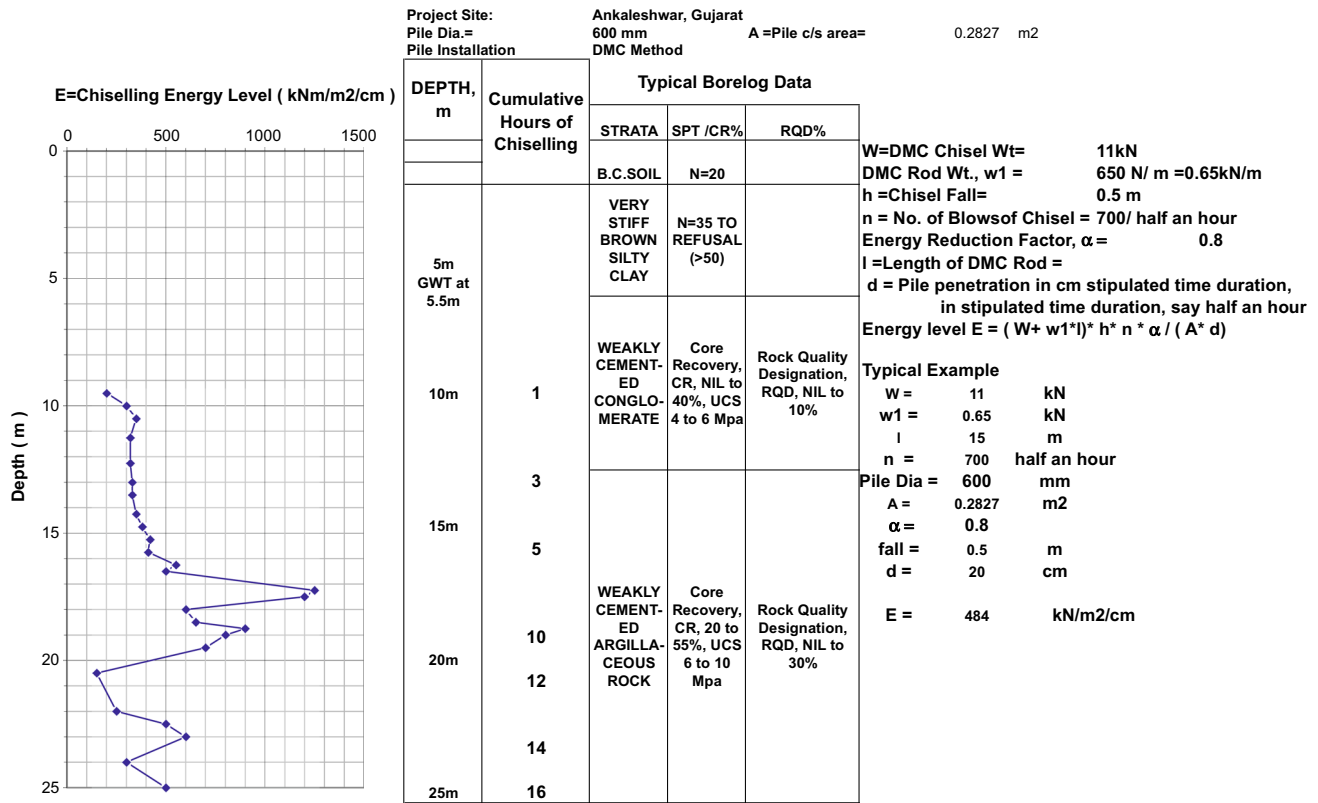 Project Site: Ankaleshwar, Gujarat
Pile Dia.= 600 mm A =Pile c/s area= 0.2827 m2
Pile Installation DMC Method
E=Chiselling Energy Level ( kNm/m2/cm )
0 500 1000 1500
0
5
10
15
20
25
Depth ( m )
DEPTH,
m
5m
GWT at
5.5m
10m
15m
20m
25m
Cumulative
Hours of
Chiselling
1
3
5
10
12
14
16
Typical Borelog Data
STRATA SPT /CR% RQD%
B.C.SOIL N=20
VERY
STIFF
BROWN
SILTY
CLAY
N=35 TO
REFUSAL
(>50)
WEAKLY
CEMENT-
ED
CONGLO-
MERATE
Core
Recovery,
CR, NIL to
40%, UCS
4 to 6 Mpa
Rock Quality
Designation,
RQD, NIL to
10%
WEAKLY
CEMENT-
ED
ARGILLA-
CEOUS
ROCK
Core
Recovery,
CR, 20 to
55%, UCS
6 to 10
Mpa
Rock Quality
Designation,
RQD, NIL to
30%
W=DMC Chisel Wt= 11kN
DMC Rod Wt., w1 = 650 N/ m =0.65kN/m
h =Chisel Fall= 0.5 m
n = No. of Blowsof Chisel = 700/ half an hour
Energy Reduction Factor, α = 0.8
l =Length of DMC Rod =
d = Pile penetration in cm stipulated time duration,
in stipulated time duration, say half an hour
Energy level E = ( W+ w1*l)* h* n * α / ( A* d)
Typical Example
W = 11 kN
w1 = 0.65 kN
l 15 m
n = 700 half an hour
Pile Dia = 600 mm
A = 0.2827 m2
α = 0.8
fall = 0.5 m
d = 20 cm
E = 484 kN/m2/cm